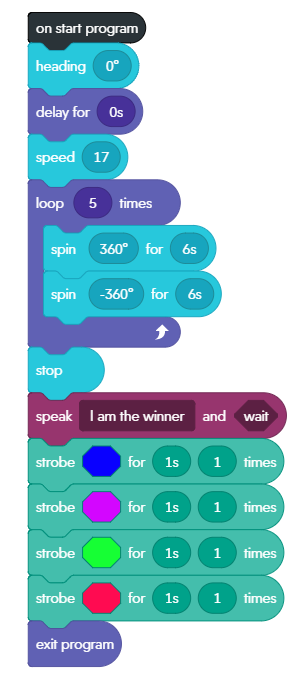 on start program
heading 0°
delay for 0s
speed 17
loop 5 times
spin 360° for 6s
spin -360° for 6s
stop
speak I am the winner and wait
strobe for 1s 1 times
strobe for 1s 1 times
strobe for 1s 1 times
strobe for 1s 1 times
exit program